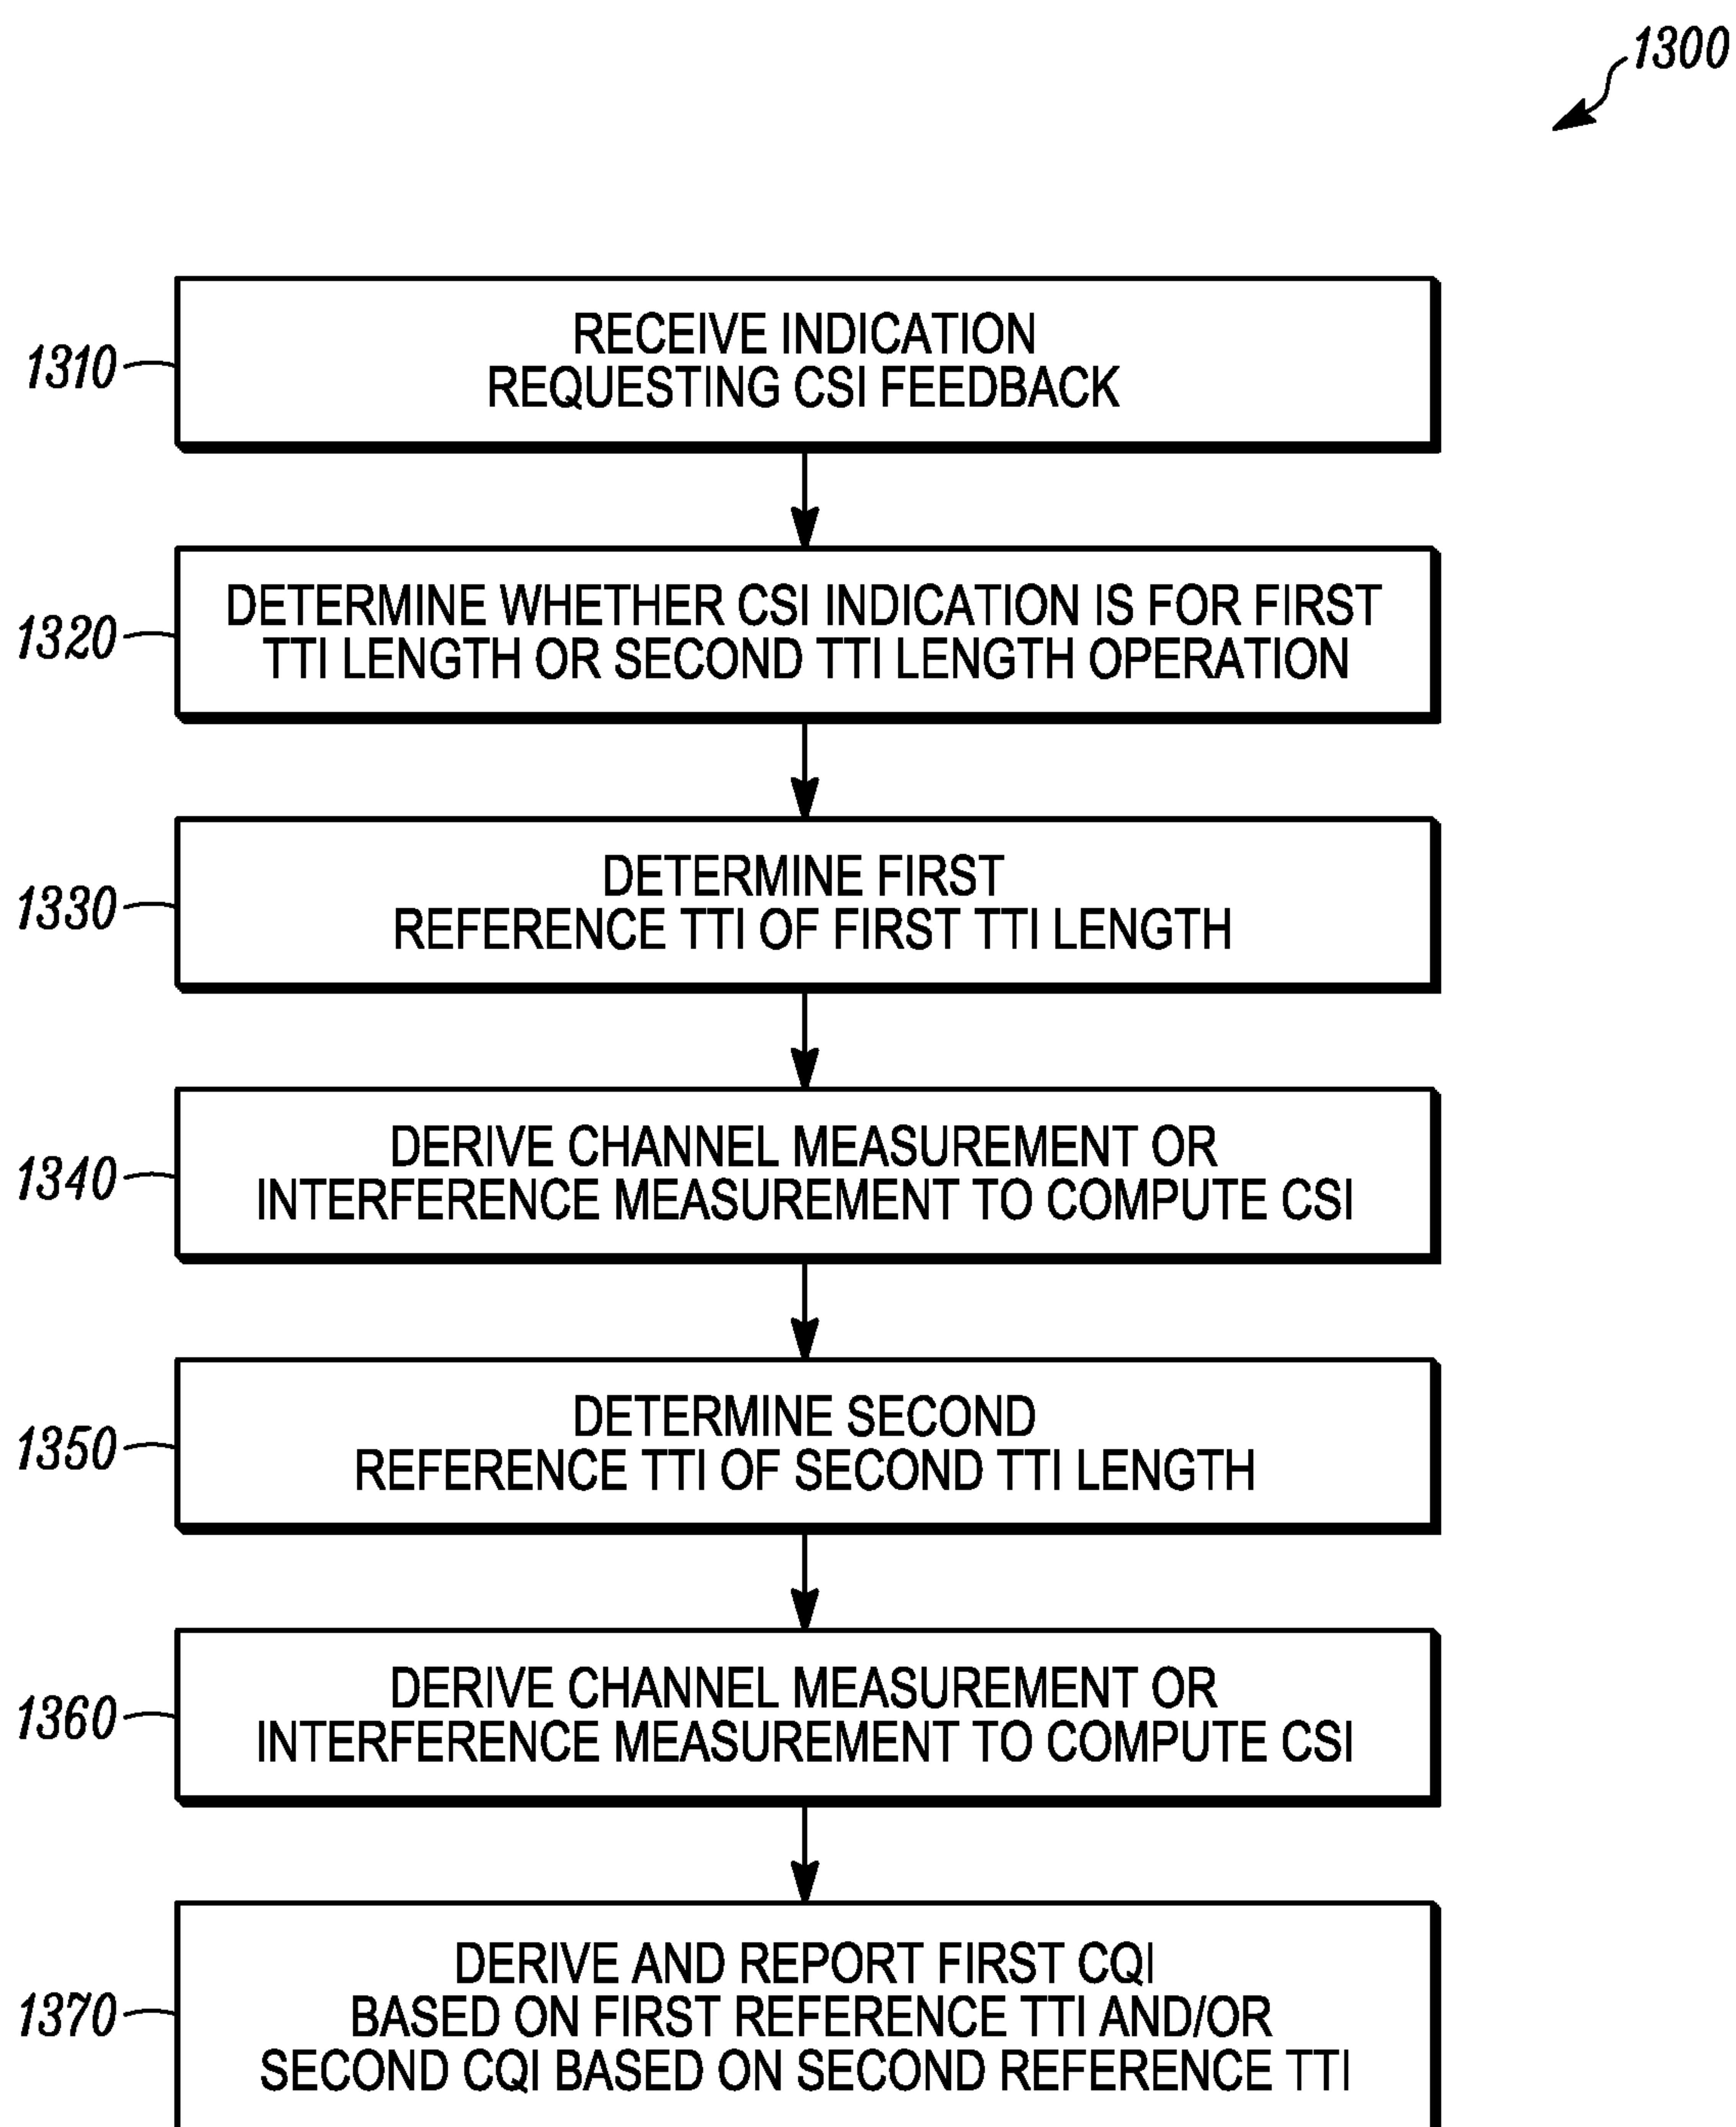 1300
1310
RECEIVE INDICATION
REQUESTING CSI FEEDBACK
1320
DETERMINE WHETHER CSI INDICATION IS FOR FIRST
TTI LENGTH OR SECOND TTI LENGTH OPERATION
1330
DETERMINE FIRST
REFERENCE TTI OF FIRST TTI LENGTH
1340
DERIVE CHANNEL MEASUREMENT OR
INTERFERENCE MEASUREMENT TO COMPUTE CSI
1350
DETERMINE SECOND
REFERENCE TTI OF SECOND TTI LENGTH
1360
DERIVE CHANNEL MEASUREMENT OR
INTERFERENCE MEASUREMENT TO COMPUTE CSI
1370
DERIVE AND REPORT FIRST CQI
BASED ON FIRST REFERENCE TTI AND/OR
SECOND CQI BASED ON SECOND REFERENCE TTI